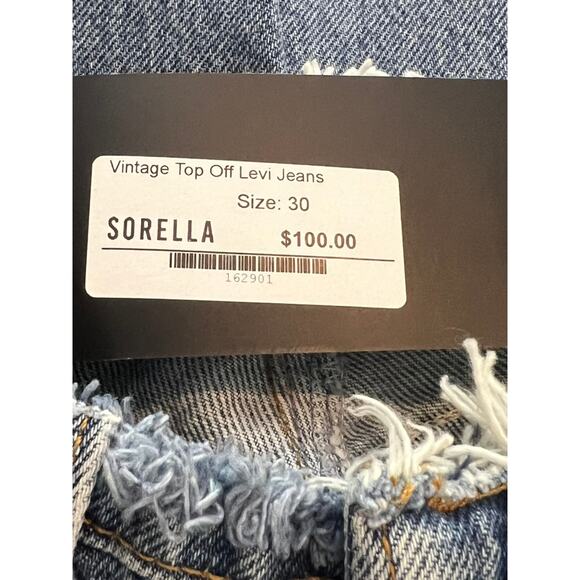 Vintage Top Off Levi Jeans
Size: 30
SORELLA $100.00
162901